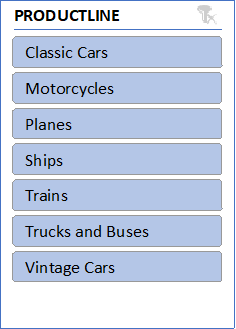 PRODUCTLINE
Classic Cars
Motorcycles
Planes
Ships
Trains
Trucks and Buses
Vintage Cars